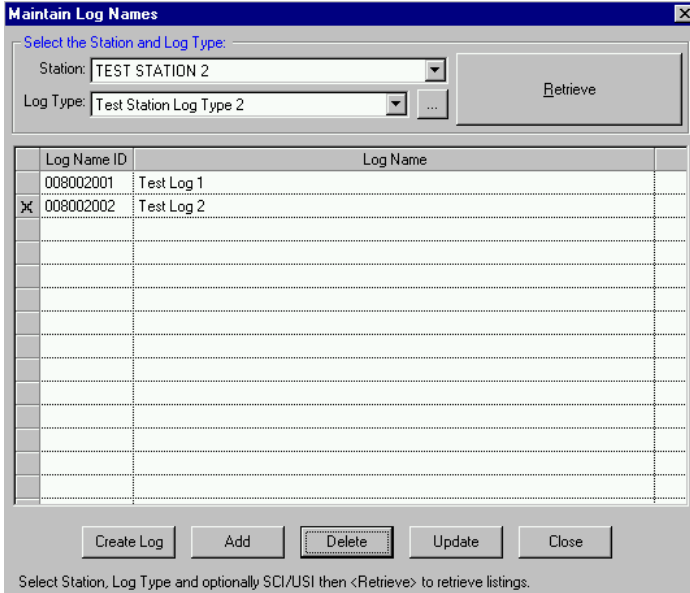 Maintain Log Names
Select the Station and Log Type:
Station: TEST STATION 2
Log Type: Test Station Log Type 2 ...
Retrieve
Log Name ID Log Name
008002001 Test Log 1
008002002 Test Log 2
Create Log Add Delete Update Close
Select Station, Log Type and optionally SCI/USI then <Retrieve> to retrieve listings.